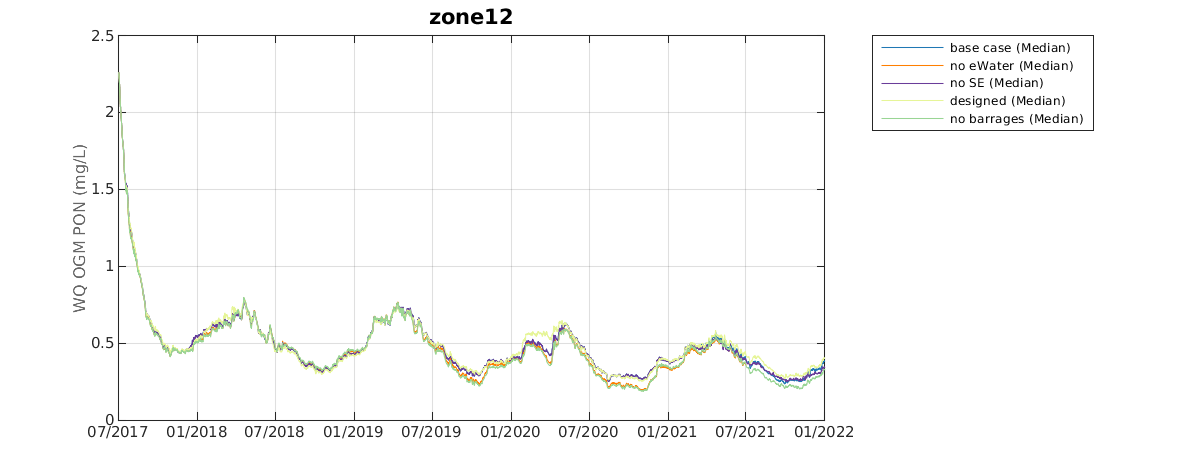 zone12
WQ OGM PON (mg/L)
2.5
2
1.5
1
0.5
0
07/2017 01/2018 07/2018 01/2019 07/2019 01/2020 07/2020 01/2021 07/2021 01/2022
base case (Median)
no eWater (Median)
no SE (Median)
designed (Median)
no barrages (Median)